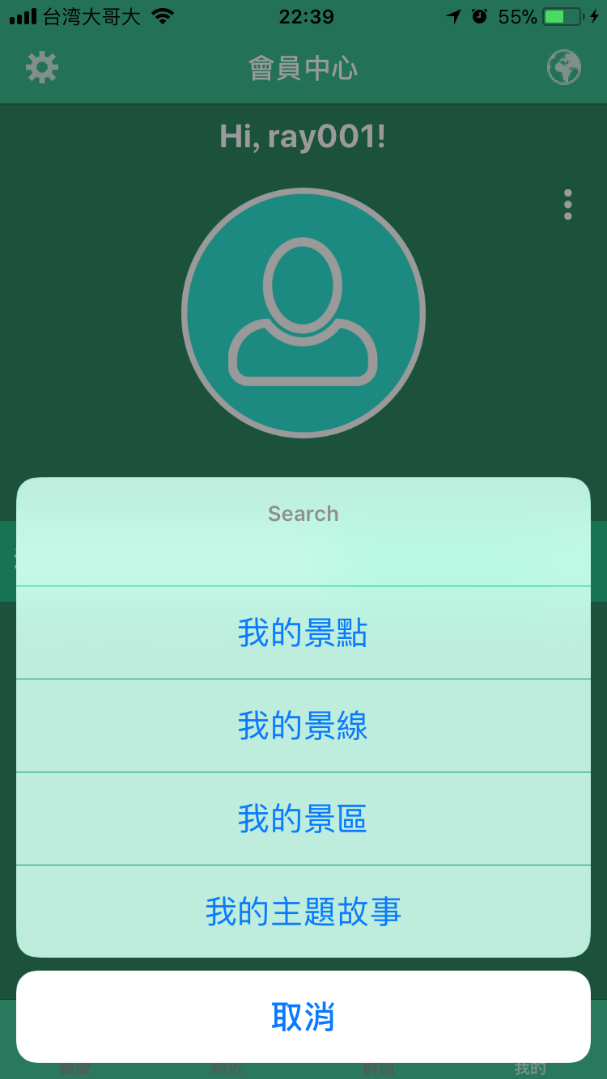 台湾大哥大 22:39 55%
會員中心
Hi, ray001!
Search
我的景點
我的景線
我的景區
我的主題故事
取消
我的